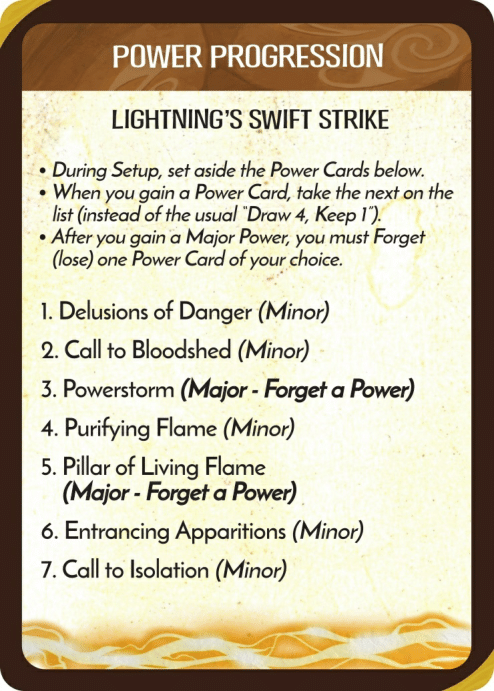 POWER PROGRESSION
LIGHTNING'S SWIFT STRIKE
• During Setup, set aside the Power Cards below.
• When you gain a Power Card, take the next on the
list (instead of the usual "Draw 4, Keep 1").
• After you gain a Major Power, you must Forget
(lose) one Power Card of your choice.
1. Delusions of Danger (Minor)
2. Call to Bloodshed (Minor)
3. Powerstorm (Major - Forget a Power)
4. Purifying Flame (Minor)
5. Pillar of Living Flame
(Major - Forget a Power)
6. Entrancing Apparitions (Minor)
7. Call to Isolation (Minor)